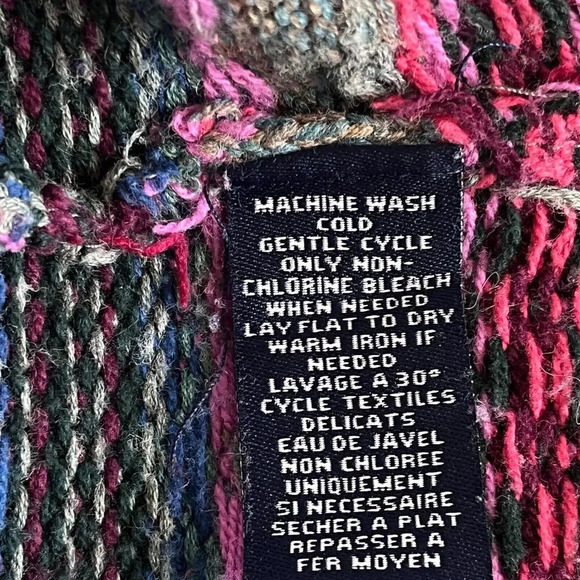 MACHINE WASH
COLD
GENTLE CYCLE
ONLY NON-
CHLORINE BLEACH
WHEN NEEDED
LAY FLAT TO DRY
WARM IRON IF
NEEDED
LAVAGE A 30°
CYCLE TEXTILES
DELICATS
EAU DE JAVEL
NON CHLOREE
UNIQUEMENT
SI NECESSAIRE
SECHER A PLAT
REPASSER A
FER MOYEN